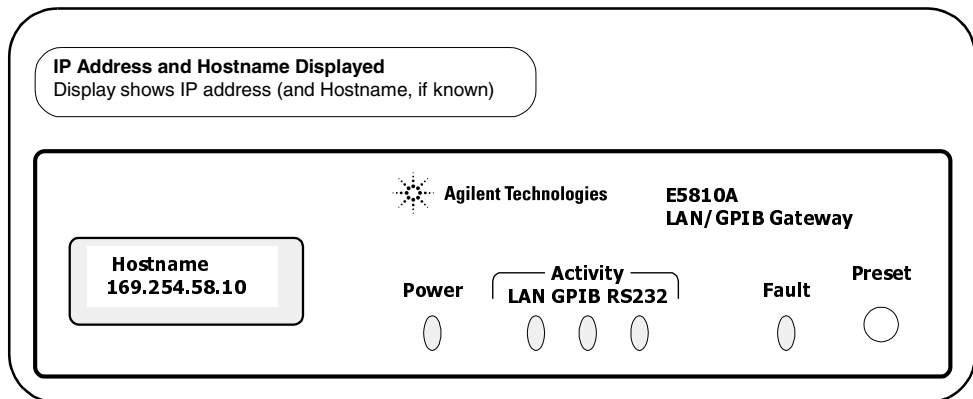 IP Address and Hostname Displayed
Display shows IP address (and Hostname, if known)
Agilent Technologies
E5810A
LAN/GPIB Gateway
Hostname
169.254.58.10
Power
Activity
LAN GPIB RS232
Fault
Preset